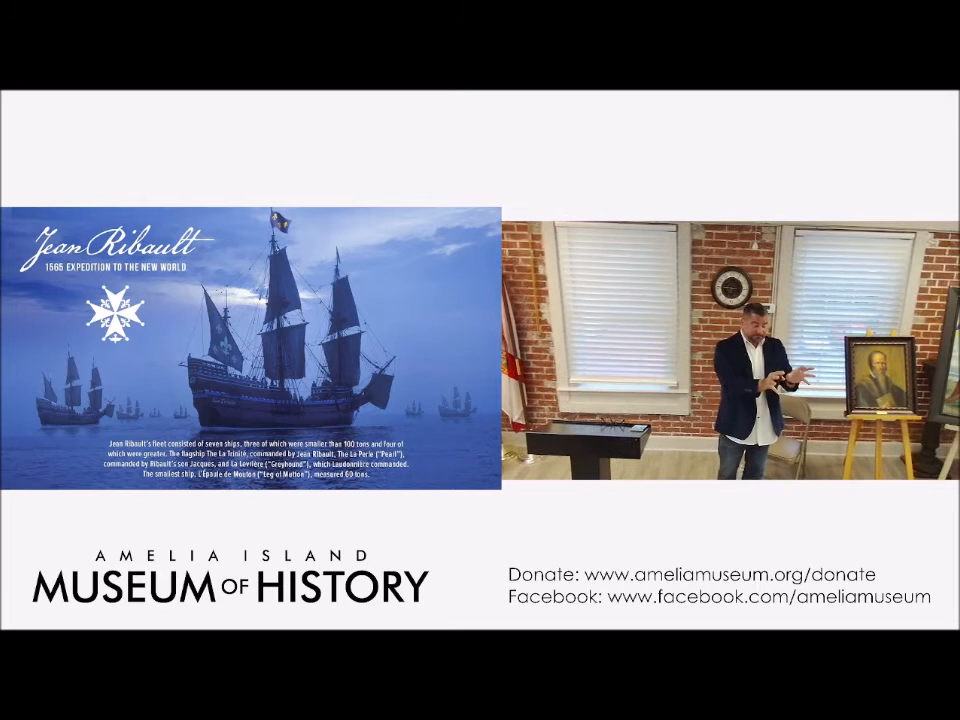 Jean Ribault
1565 EXPEDITION TO THE NEW WORLD
Jean Ribault's fleet consisted of seven ships, three of which were smaller than 100 tons and four of
which were greater. The flagship The La Trinité, commanded by Jean Ribault, The La Perle ("Pearl"),
commanded by Ribault's son Jacques, and La Levrière ("Greyhound"), which Laudonnière commanded.
The smallest ship, L'Épaule de Mouton ("Leg of Mutton"), measured 60 tons.
AMELIA ISLAND
MUSEUM OF HISTORY
Donate: www.ameliamuseum.org/donate
Facebook: www.facebook.com/ameliamuseum